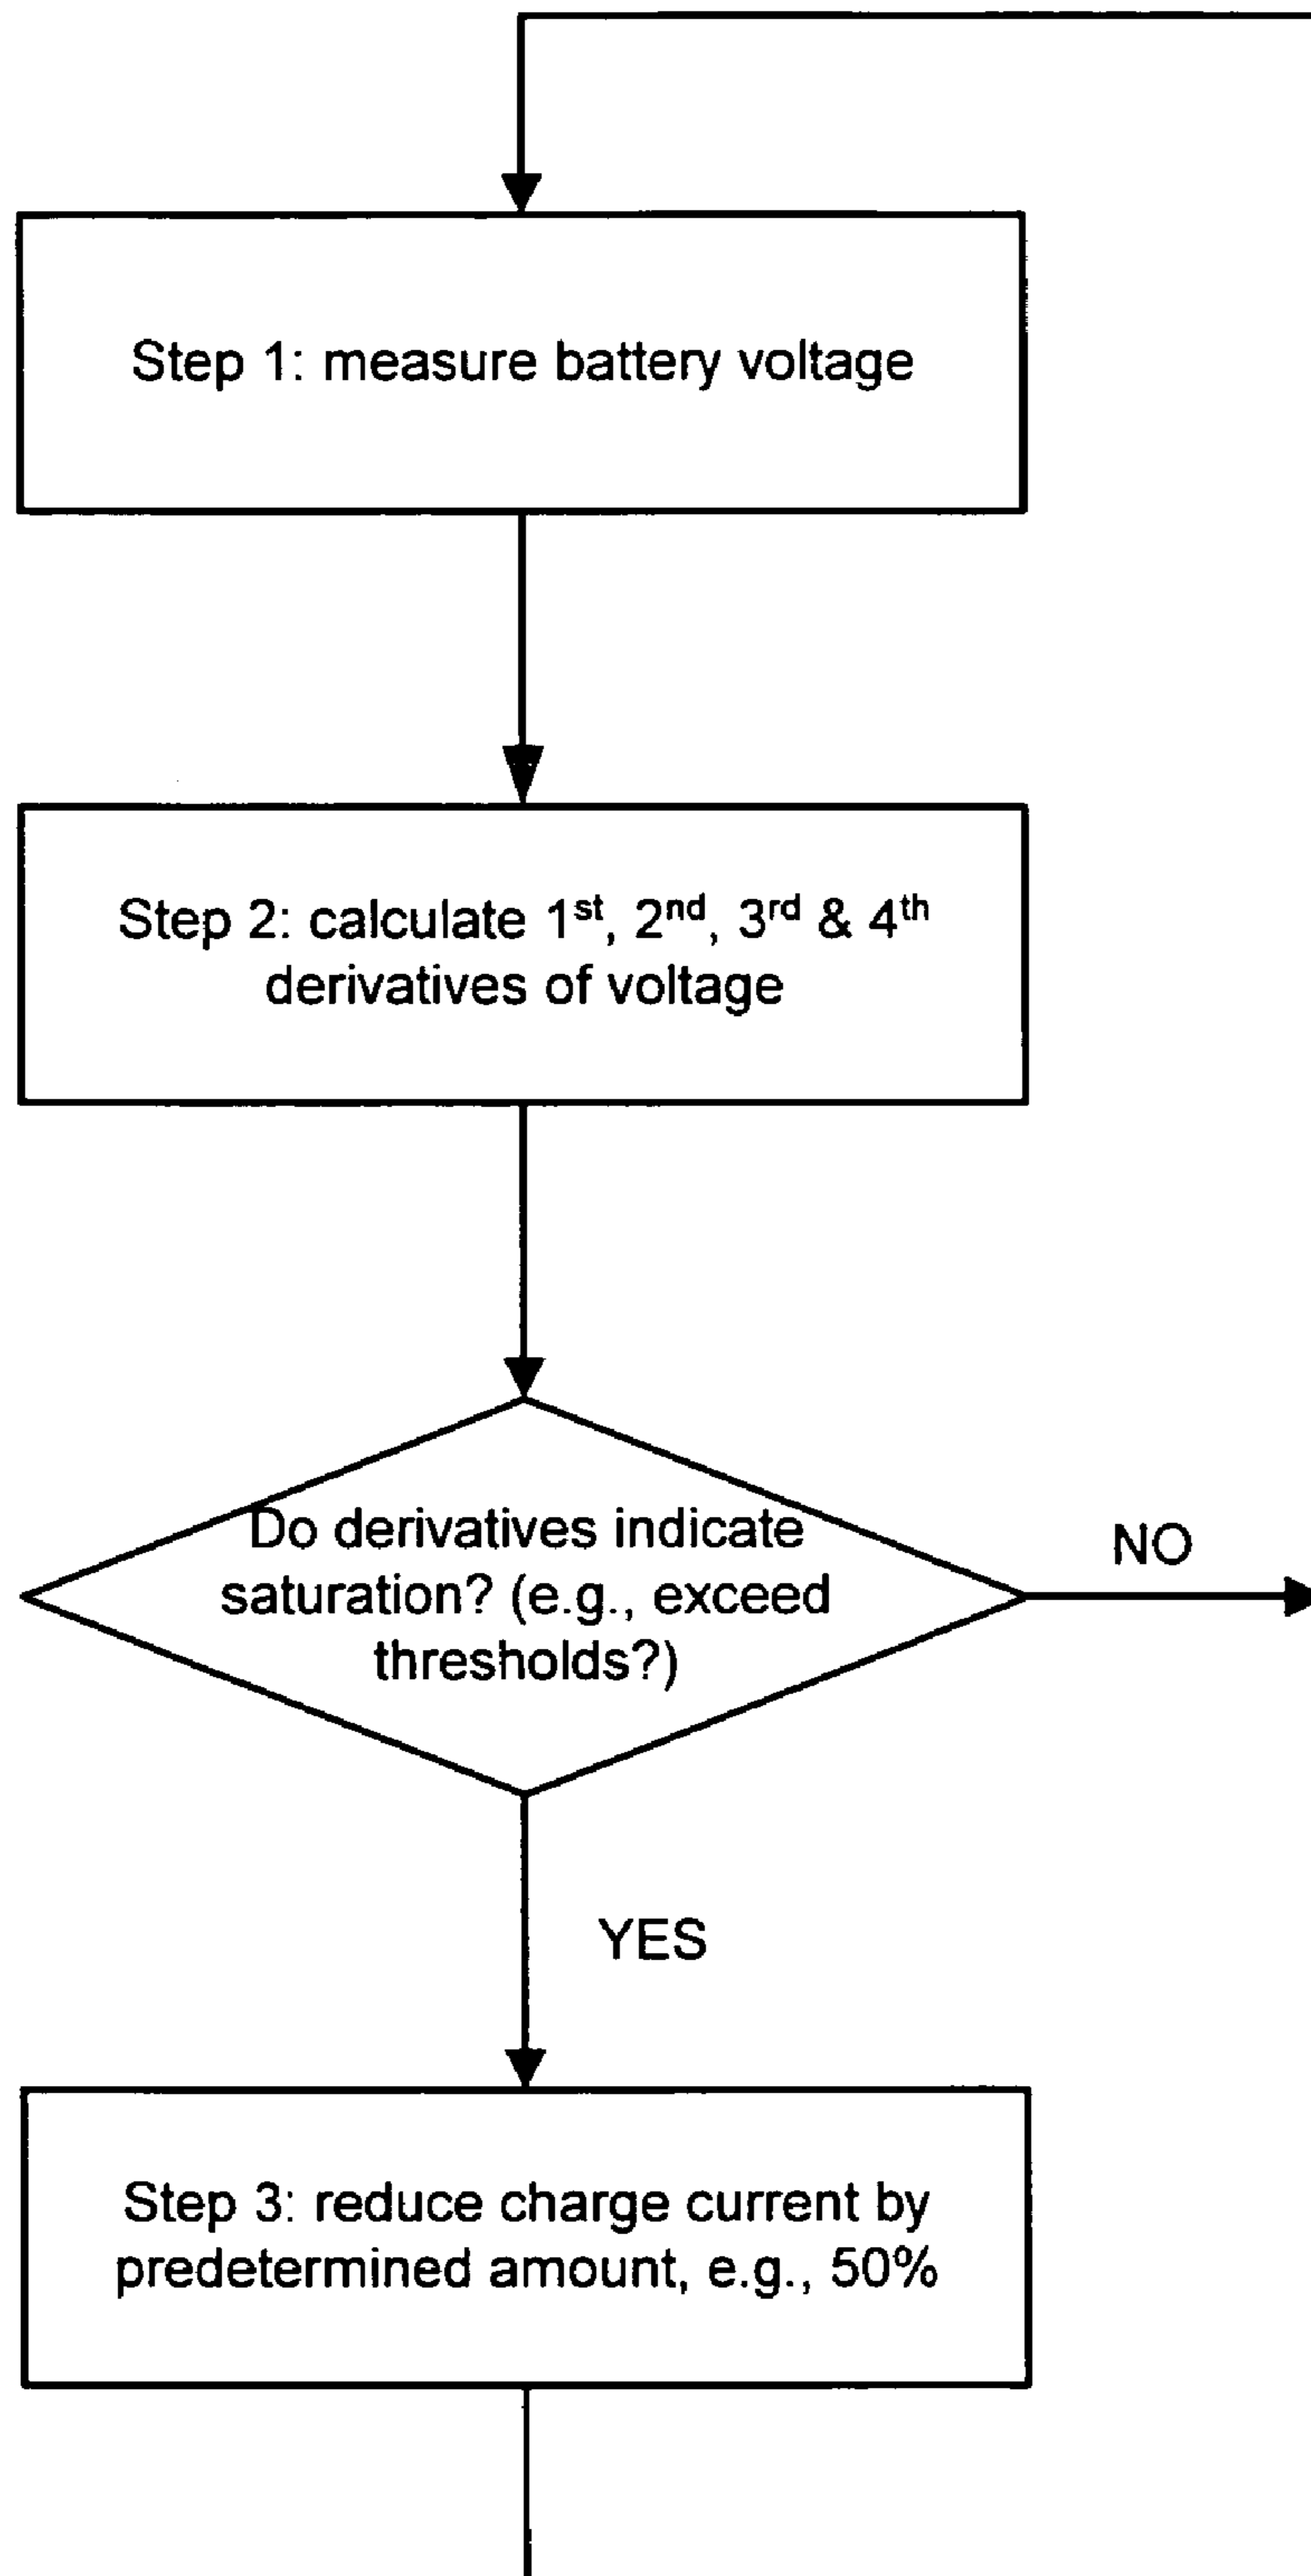 Step 1: measure battery voltage
Step 2: calculate 1st, 2nd, 3rd & 4th
derivatives of voltage
Do derivatives indicate
saturation? (e.g., exceed
thresholds?)
NO
YES
Step 3: reduce charge current by
predetermined amount, e.g., 50%